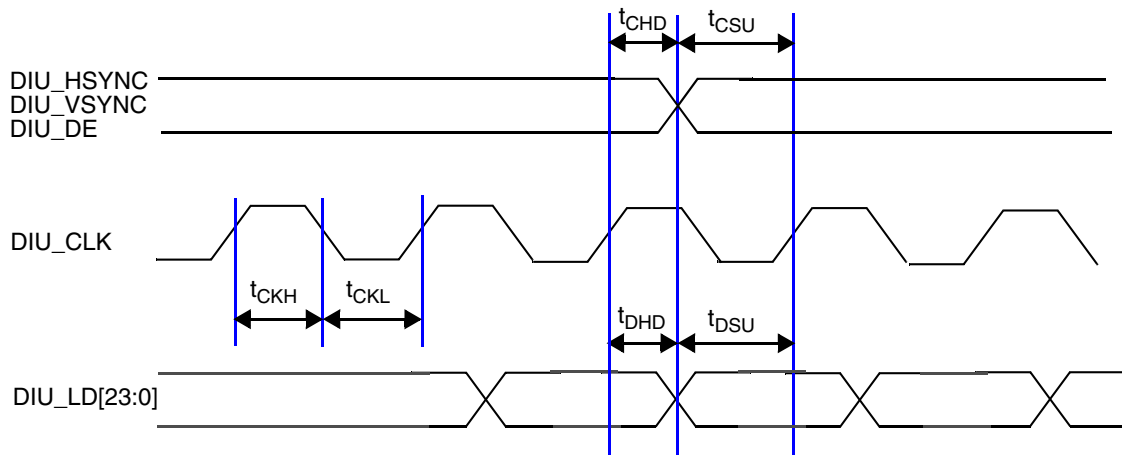 tCHD tCSU
DIU_HSYNC
DIU_VSYNC
DIU_DE
DIU_CLK
tCKH tCKL
tDHD tDSU
DIU_LD[23:0]